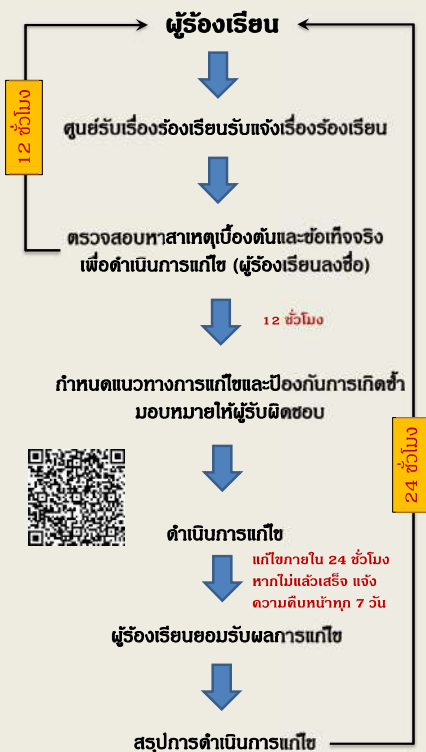 ผู้ร้องเรียน
12 ชั่วโมง
ศูนย์รับเรื่องร้องเรียนรับแจ้งเรื่องร้องเรียน
ตรวจสอบหาสาเหตุเบื้องต้นและข้อเท็จจริง
เพื่อดำเนินการแก้ไข (ผู้ร้องเรียนลงชื่อ)
12 ชั่วโมง
กำหนดแนวทางการแก้ไขและป้องกันการเกิดซ้ำ
มอบหมายให้ผู้รับผิดชอบ
24 ชั่วโมง
ดำเนินการแก้ไข
แก้ไขภายใน 24 ชั่วโมง
หากไม่แล้วเสร็จ แจ้ง
ความคืบหน้าทุก 7 วัน
ผู้ร้องเรียนยอมรับผลการแก้ไข
สรุปการดำเนินการแก้ไข